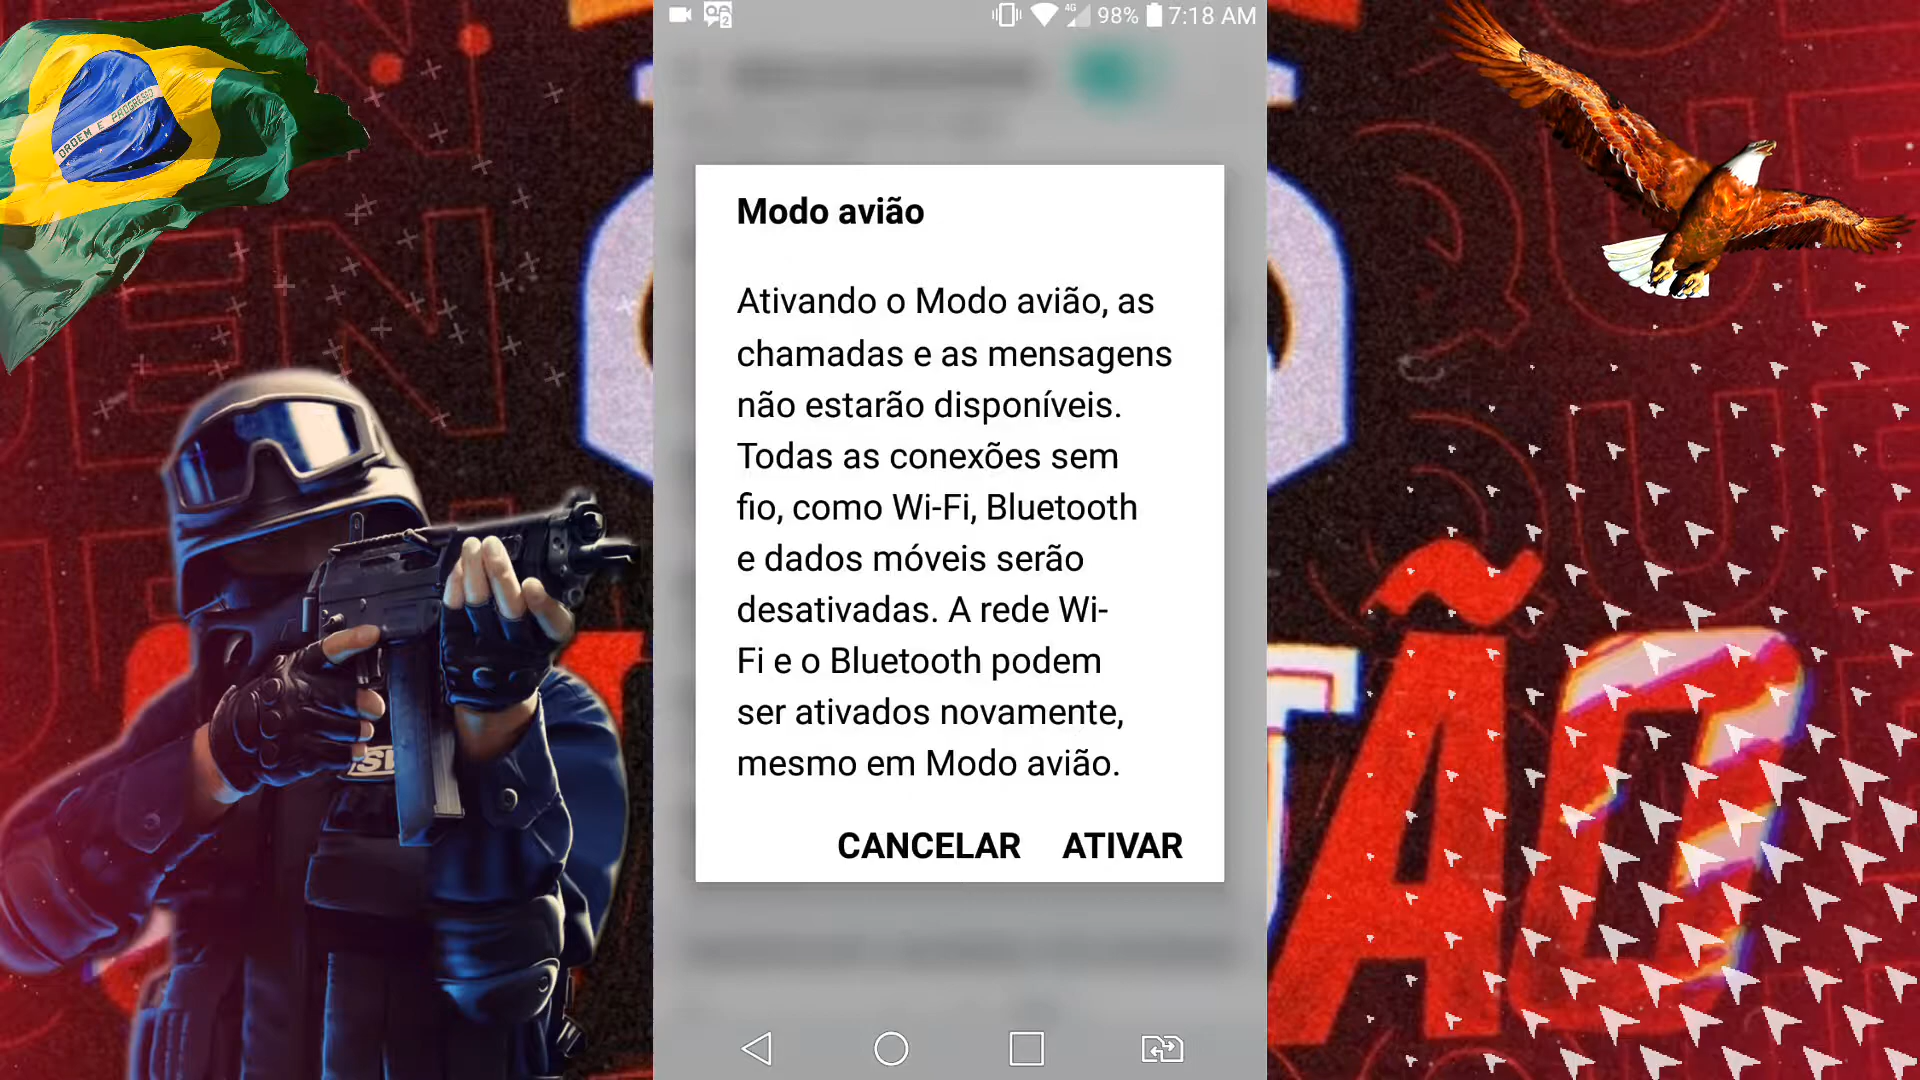 4G 98% 7:18 AM
ORDEM E PROGRESSO
Modo avião
Ativando o Modo avião, as
chamadas e as mensagens
não estarão disponíveis.
Todas as conexões sem
fio, como Wi-Fi, Bluetooth
e dados móveis serão
desativadas. A rede Wi-
Fi e o Bluetooth podem
ser ativados novamente,
mesmo em Modo avião.
CANCELAR ATIVAR